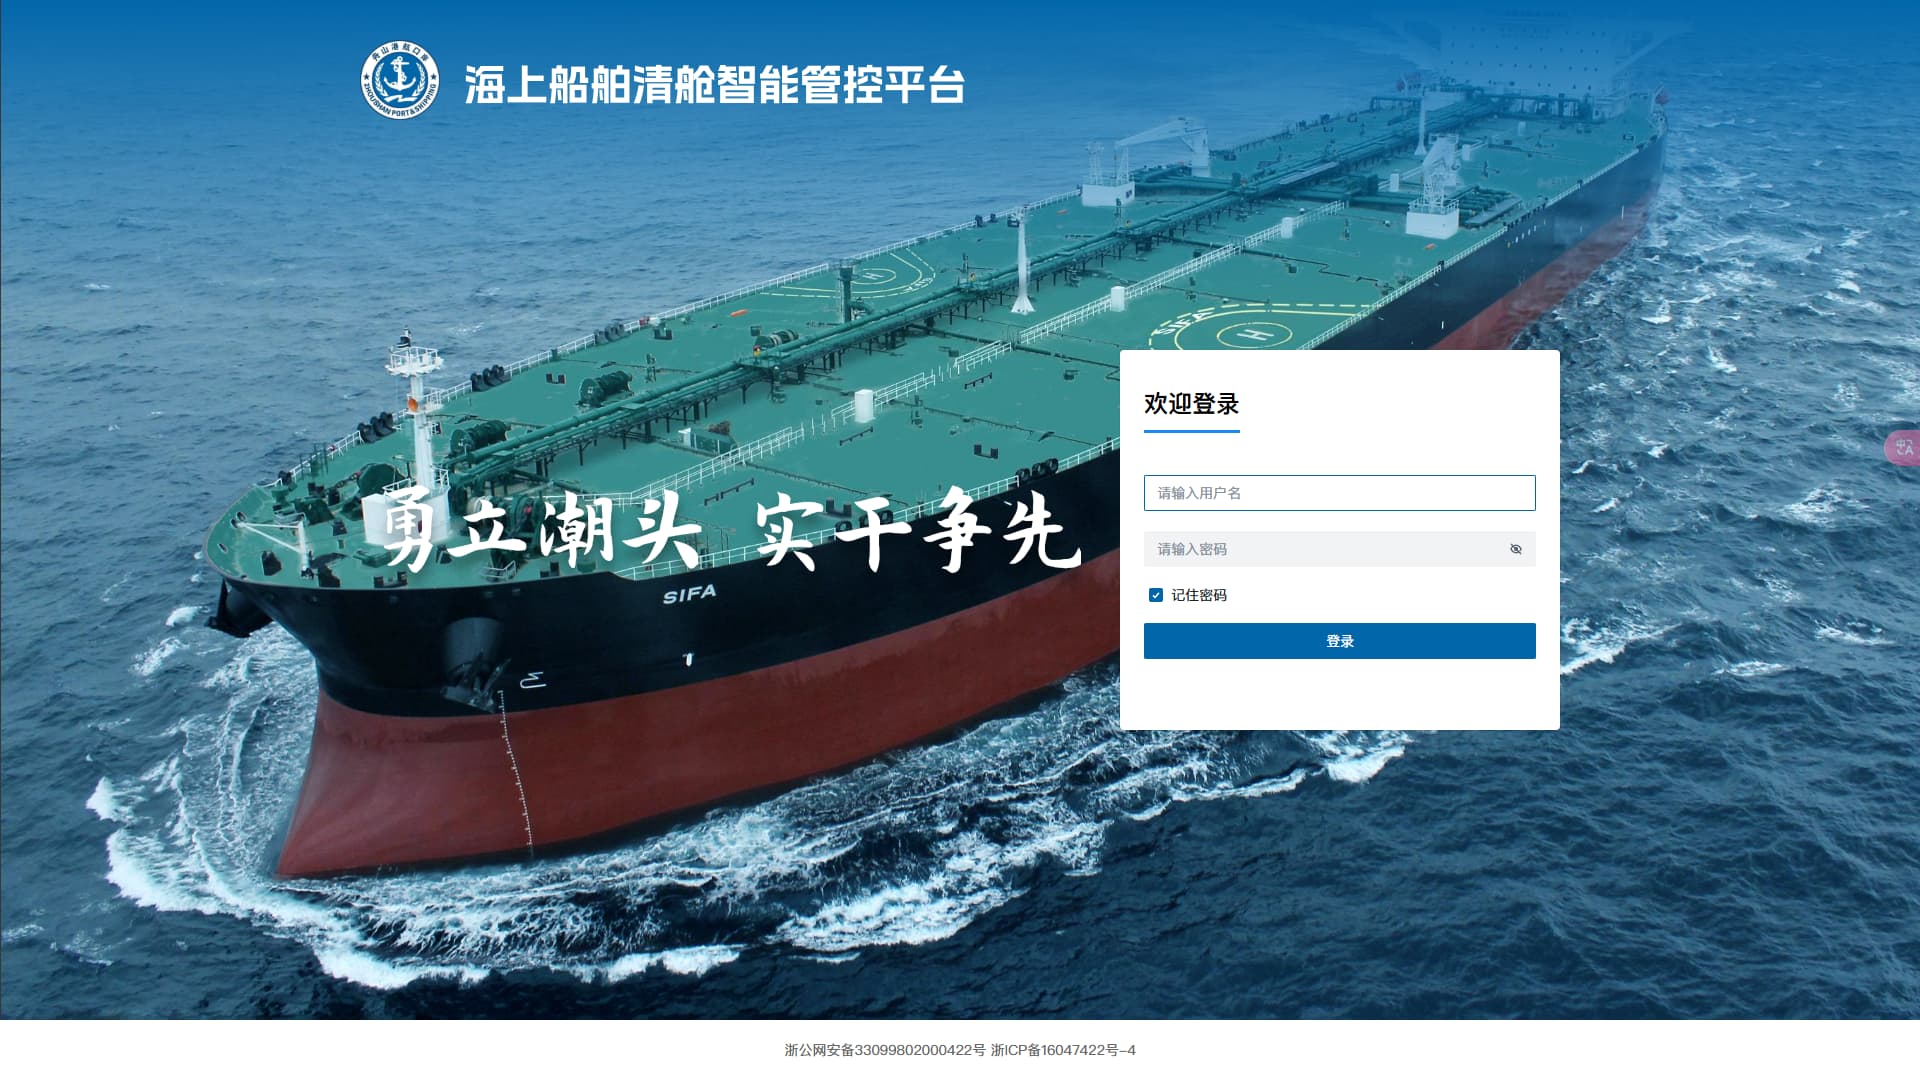 舟山港航口岸
ZHOUSHAN PORT&SHIPPING
海上船舶清舱智能管控平台
SIFA
H
H
欢迎登录
请输入用户名
勇立潮头 实干争先
请输入密码
SIFA
记住密码
登录
浙公网安备33099802000422号 浙ICP备16047422号-4